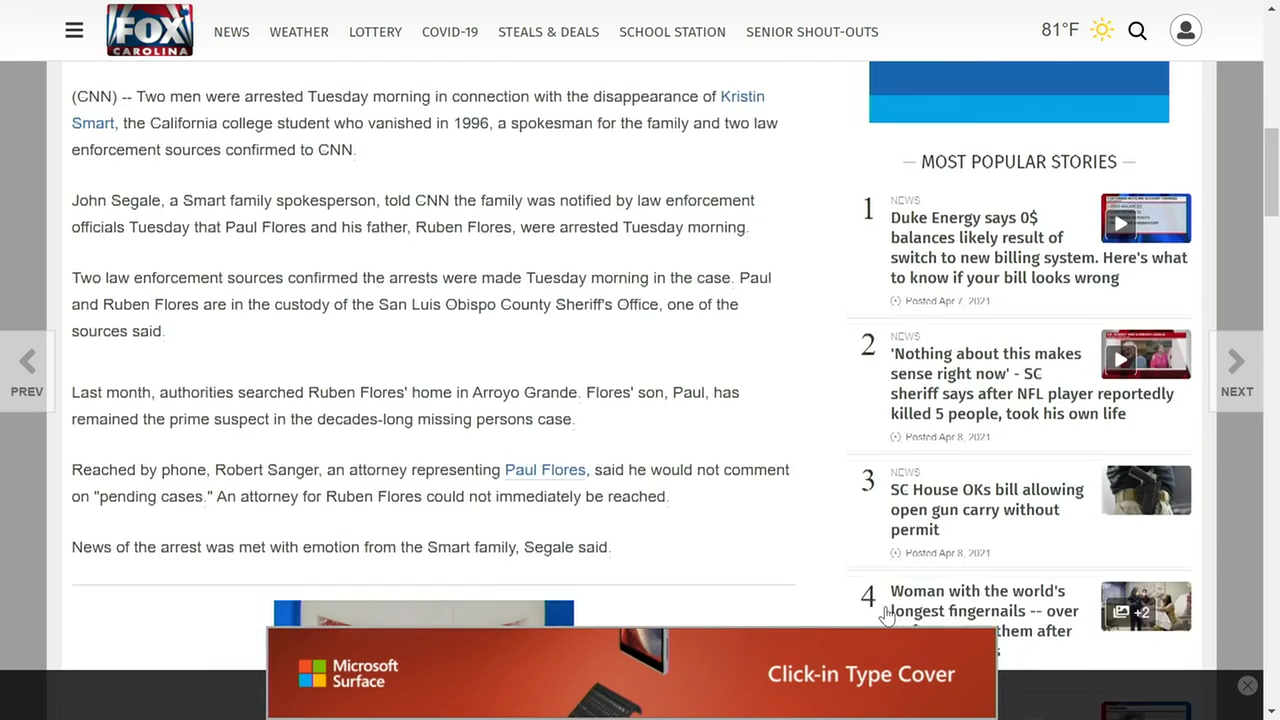 FOX
CAROLINA
NEWS
WEATHER
LOTTERY
COVID-19
STEALS & DEALS
SCHOOL STATION
SENIOR SHOUT-OUTS
81°F
(CNN) -- Two men were arrested Tuesday morning in connection with the disappearance of Kristin
Smart, the California college student who vanished in 1996, a spokesman for the family and two law
enforcement sources confirmed to CNN.
John Segale, a Smart family spokesperson, told CNN the family was notified by law enforcement
officials Tuesday that Paul Flores and his father, Ruben Flores, were arrested Tuesday morning.
Two law enforcement sources confirmed the arrests were made Tuesday morning in the case. Paul
and Ruben Flores are in the custody of the San Luis Obispo County Sheriff's Office, one of the
sources said.
Last month, authorities searched Ruben Flores' home in Arroyo Grande. Flores' son, Paul, has
remained the prime suspect in the decades-long missing persons case.
Reached by phone, Robert Sanger, an attorney representing Paul Flores, said he would not comment
on "pending cases." An attorney for Ruben Flores could not immediately be reached.
News of the arrest was met with emotion from the Smart family, Segale said.
PREV
NEXT
MOST POPULAR STORIES
1
NEWS
Duke Energy says 0$
balances likely result of
switch to new billing system. Here's what
to know if your bill looks wrong
Posted Apr 7, 2021
2
NEWS
'Nothing about this makes
sense right now' - SC
sheriff says after NFL player reportedly
killed 5 people, took his own life
Posted Apr 8, 2021
3
NEWS
SC House OKs bill allowing
open gun carry without
permit
Posted Apr 8, 2021
4
Woman with the world's
longest fingernails -- over
them after
+2
Microsoft
Surface
Click-in Type Cover